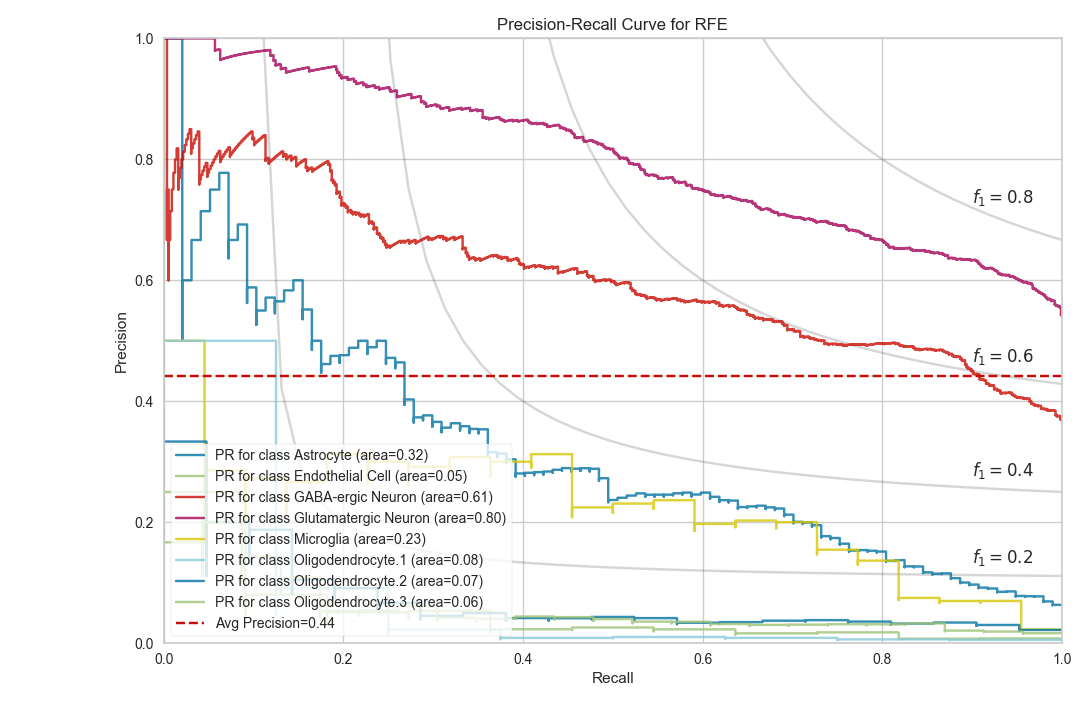 Precision-Recall Curve for RFE
1.0
0.8
0.6
0.4
0.2
0.0
Precision
f1 = 0.8
f1 = 0.6
f1 = 0.4
f1 = 0.2
PR for class Astrocyte (area=0.32)
PR for class Endothelial Cell (area=0.05)
PR for class GABA-ergic Neuron (area=0.61)
PR for class Glutamatergic Neuron (area=0.80)
PR for class Microglia (area=0.23)
PR for class Oligodendrocyte.1 (area=0.08)
PR for class Oligodendrocyte.2 (area=0.07)
PR for class Oligodendrocyte.3 (area=0.06)
Avg Precision=0.44
0.0 0.2 0.4 0.6 0.8 1.0
Recall